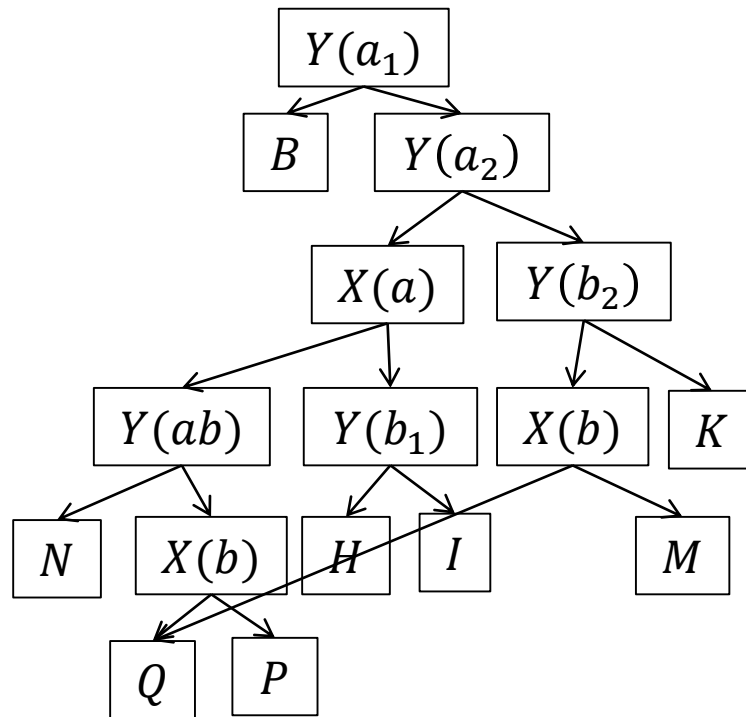 Y(a₁)
B Y(a₂)
X(a) Y(b₂)
Y(ab) Y(b₁) X(b) K
N X(b) H I M
Q P